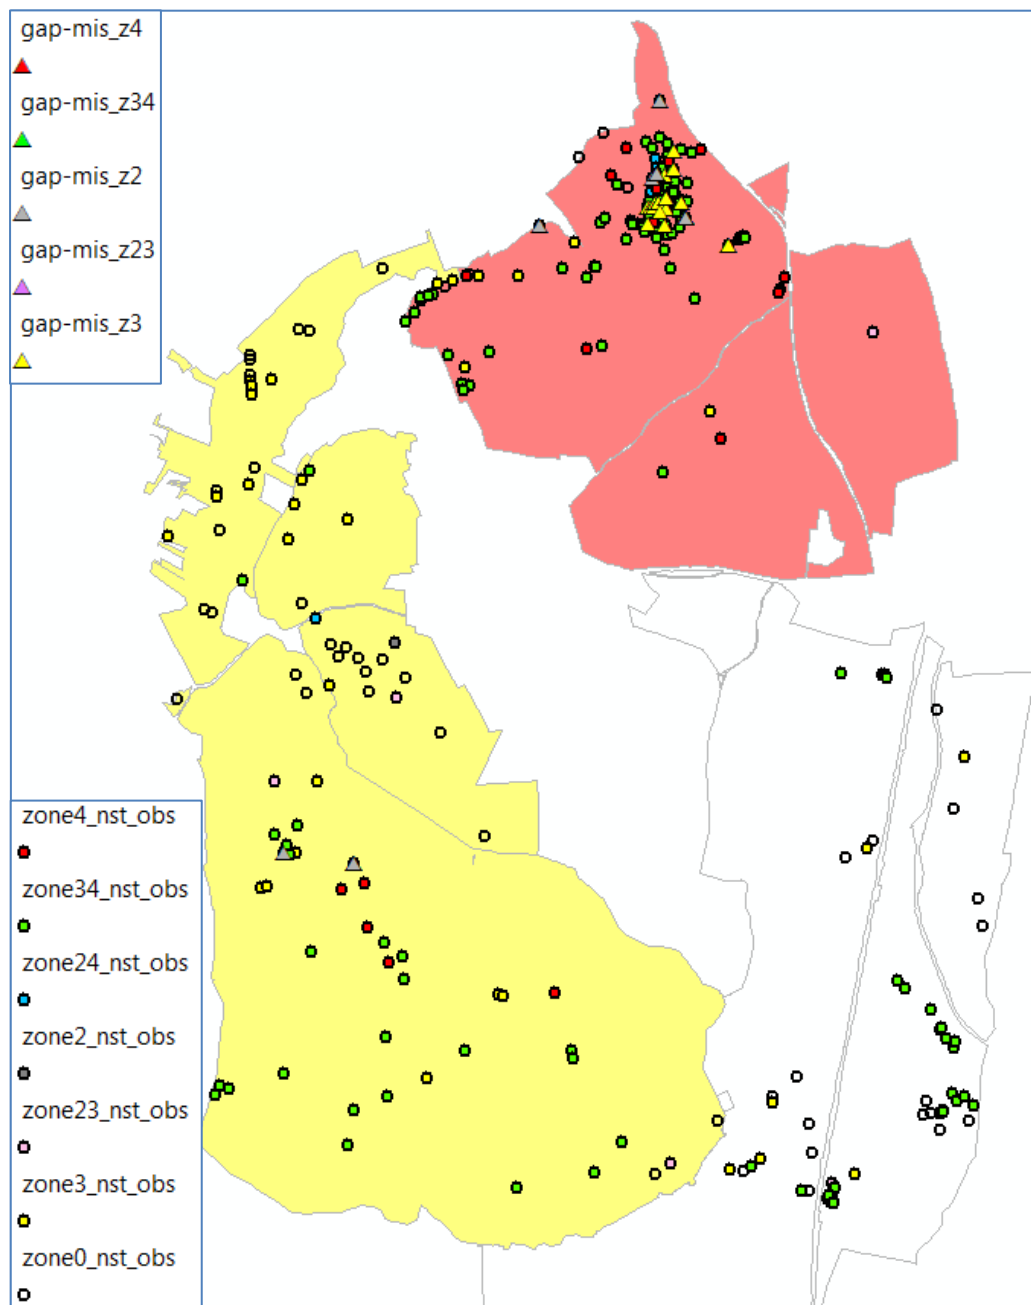 gap-mis_z4
gap-mis_z34
gap-mis_z2
gap-mis_z23
gap-mis_z3
zone4_nst_obs
zone34_nst_obs
zone24_nst_obs
zone2_nst_obs
zone23_nst_obs
zone3_nst_obs
zone0_nst_obs